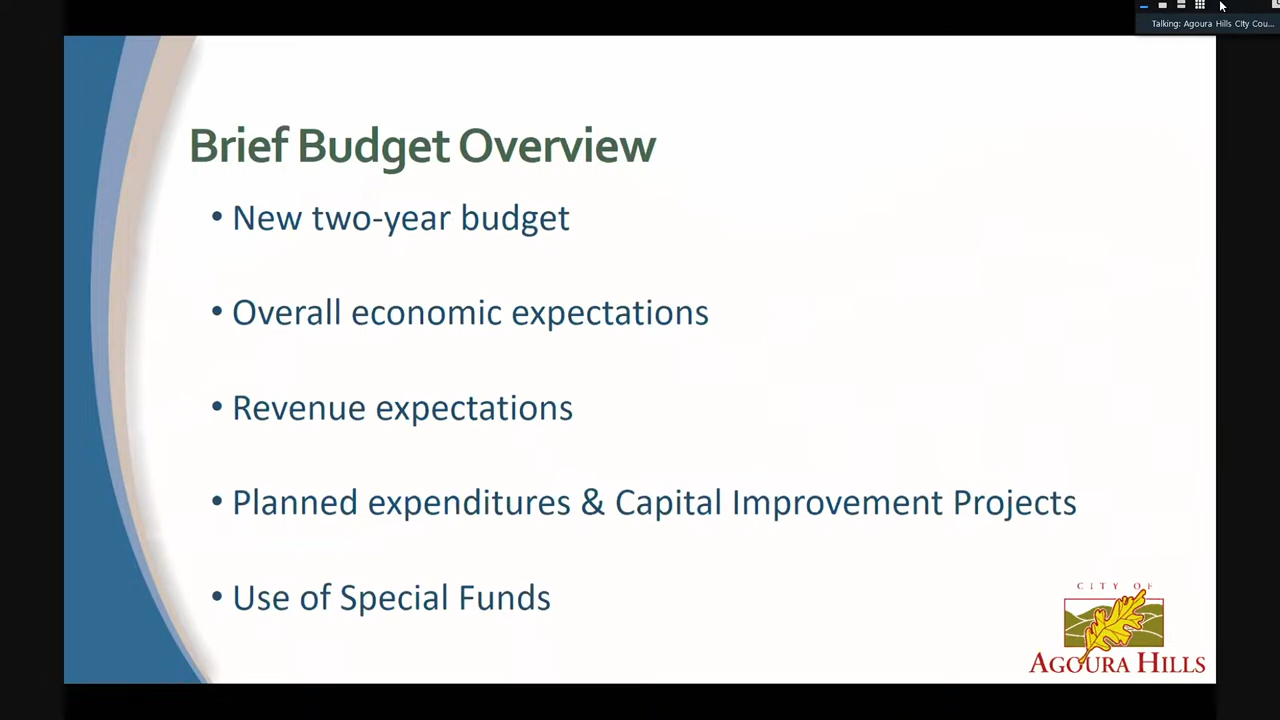 Talking: Agoura Hills City Cou...
Brief Budget Overview
• New two-year budget
• Overall economic expectations
• Revenue expectations
• Planned expenditures & Capital Improvement Projects
• Use of Special Funds
CITY OF
AGOURA HILLS